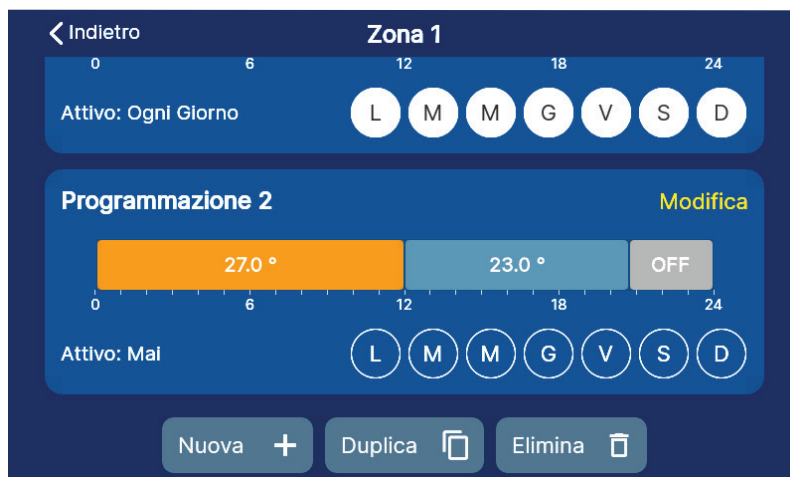 Indietro
Zona 1
0 6 12 18 24
Attivo: Ogni Giorno
L M M G V S D
Programmazione 2
Modifica
27.0 ° 23.0 ° OFF
0 6 12 18 24
Attivo: Mai
L M M G V S D
Nuova
Duplica
Elimina